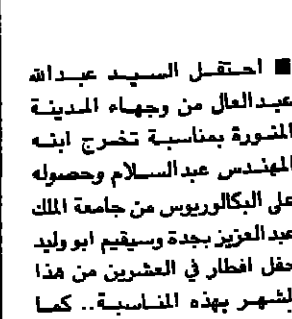 ■ احتفل السيد عبدالله
عبدالعال من وجهاء المدينة
المنورة بمناسبة تخرج ابنه
المهندس عبدالسلام وحصوله
على البكالوريوس من جامعة الملك
عبدالعزيز بجدة وسيقيم ابو وليد
حفل افطار في العشرين من هذا
لشهر بهذه المناسبة.. كما